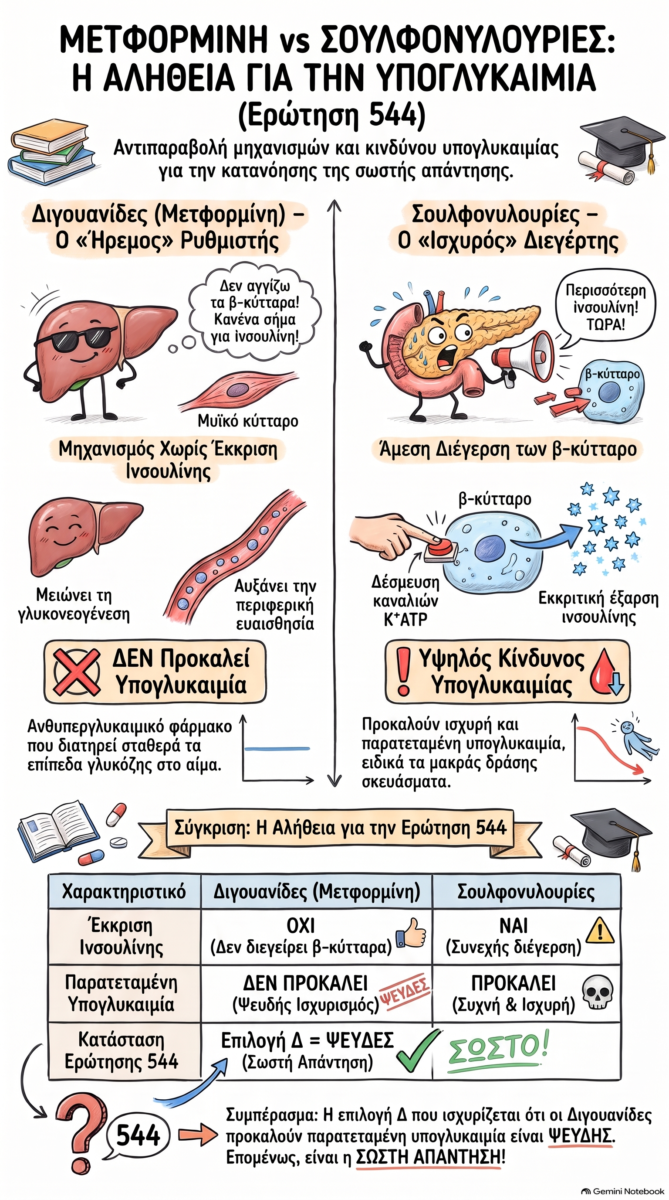 ΜΕΤΦΟΡΜΙΝΗ vs ΣΟΥΛΦΟΝΥΛΟΥΡΙΕΣ:
Η ΑΛΗΘΕΙΑ ΓΙΑ ΤΗΝ ΥΠΟΓΛΥΚΑΙΜΙΑ
(Ερώτηση 544)
Αντιπαραβολή μηχανισμών και κινδύνου υπογλυκαιμίας
για την κατανόηση της σωστής απάντησης.
Διγουανίδες (Μετφορμίνη) –
Ο «Ήρεμος» Ρυθμιστής
Δεν αγγίζω
τα β-κύτταρα!
Κανένα σήμα
για ινσουλίνη!
Μυϊκό κύτταρο
Μηχανισμός Χωρίς Έκκριση
Ινσουλίνης
Μειώνει τη
γλυκονεογένεση
Αυξάνει την
περιφερική
ευαισθησία
ΔΕΝ Προκαλεί
Υπογλυκαιμία
Ανθυπεργλυκαιμικό φάρμακο
που διατηρεί σταθερά τα
επίπεδα γλυκόζης στο αίμα.
Σουλφονυλουρίες –
Ο «Ισχυρός» Διεγέρτης
Περισσότερη
ινσουλίνη!
ΤΩΡΑ!
β-κύτταρο
Άμεση Διέγερση των β-κύτταρο
β-κύτταρο
Δέσμευση
καναλιών
K⁺ATP
Εκκριτική έξαρση
ινσουλίνης
Υψηλός Κίνδυνος
Υπογλυκαιμίας
Προκαλούν ισχυρή και
παρατεταμένη υπογλυκαιμία,
ειδικά τα μακράς δράσης
σκευάσματα.
Σύγκριση: Η Αλήθεια για την Ερώτηση 544
Χαρακτηριστικό
Διγουανίδες (Μετφορμίνη)
Σουλφονυλουρίες
Έκκριση
Ινσουλίνης
ΟΧΙ
(Δεν διεγείρει β-κύτταρα)
ΝΑΙ
(Συνεχής διέγερση)
Παρατεταμένη
Υπογλυκαιμία
ΔΕΝ ΠΡΟΚΑΛΕΙ
(Ψευδής Ισχυρισμός)
ΨΕΥΔΕΣ
ΠΡΟΚΑΛΕΙ
(Συχνή & Ισχυρή)
Κατάσταση
Ερώτησης 544
Επιλογή Δ = ΨΕΥΔΕΣ
(Σωστή Απάντηση)
ΣΩΣΤΟ!
544
Συμπέρασμα: Η επιλογή Δ που ισχυρίζεται ότι οι Διγουανίδες
προκαλούν παρατεταμένη υπογλυκαιμία είναι ΨΕΥΔΗΣ.
Επομένως, είναι η ΣΩΣΤΗ ΑΠΑΝΤΗΣΗ!
Gemini Notebook